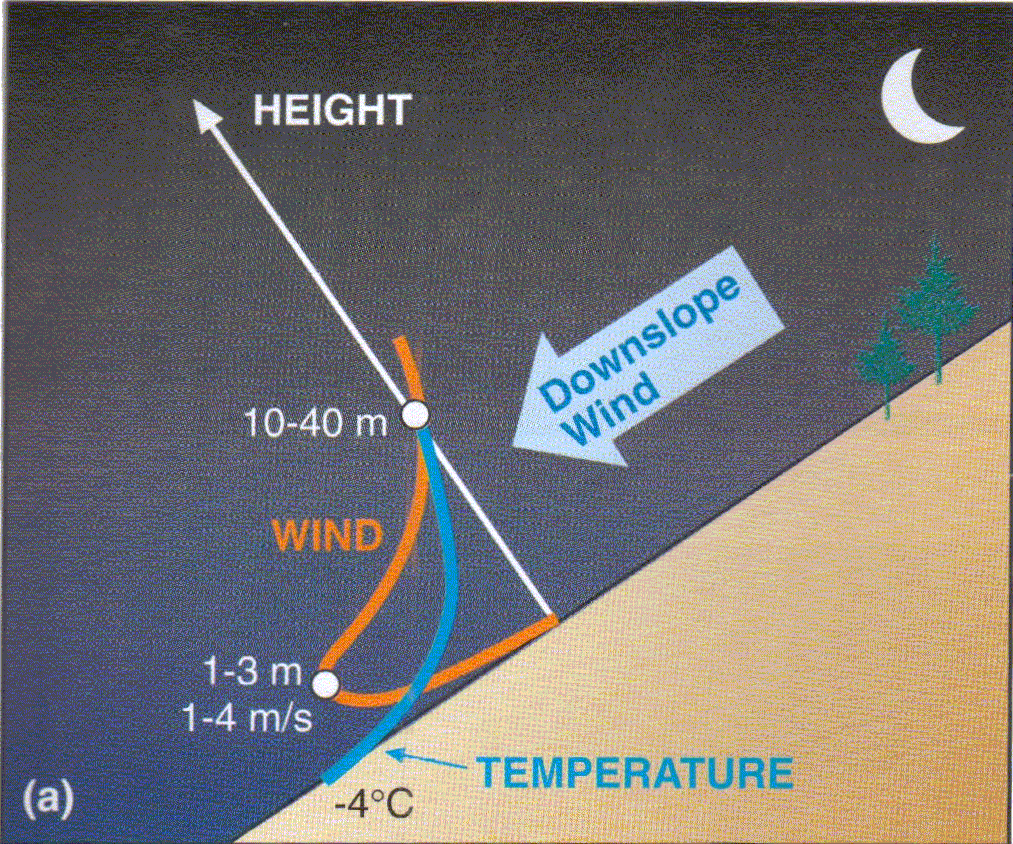 HEIGHT
Downslope
Wind
10-40 m
WIND
1-3 m
1-4 m/s
TEMPERATURE
-4°C
(a)